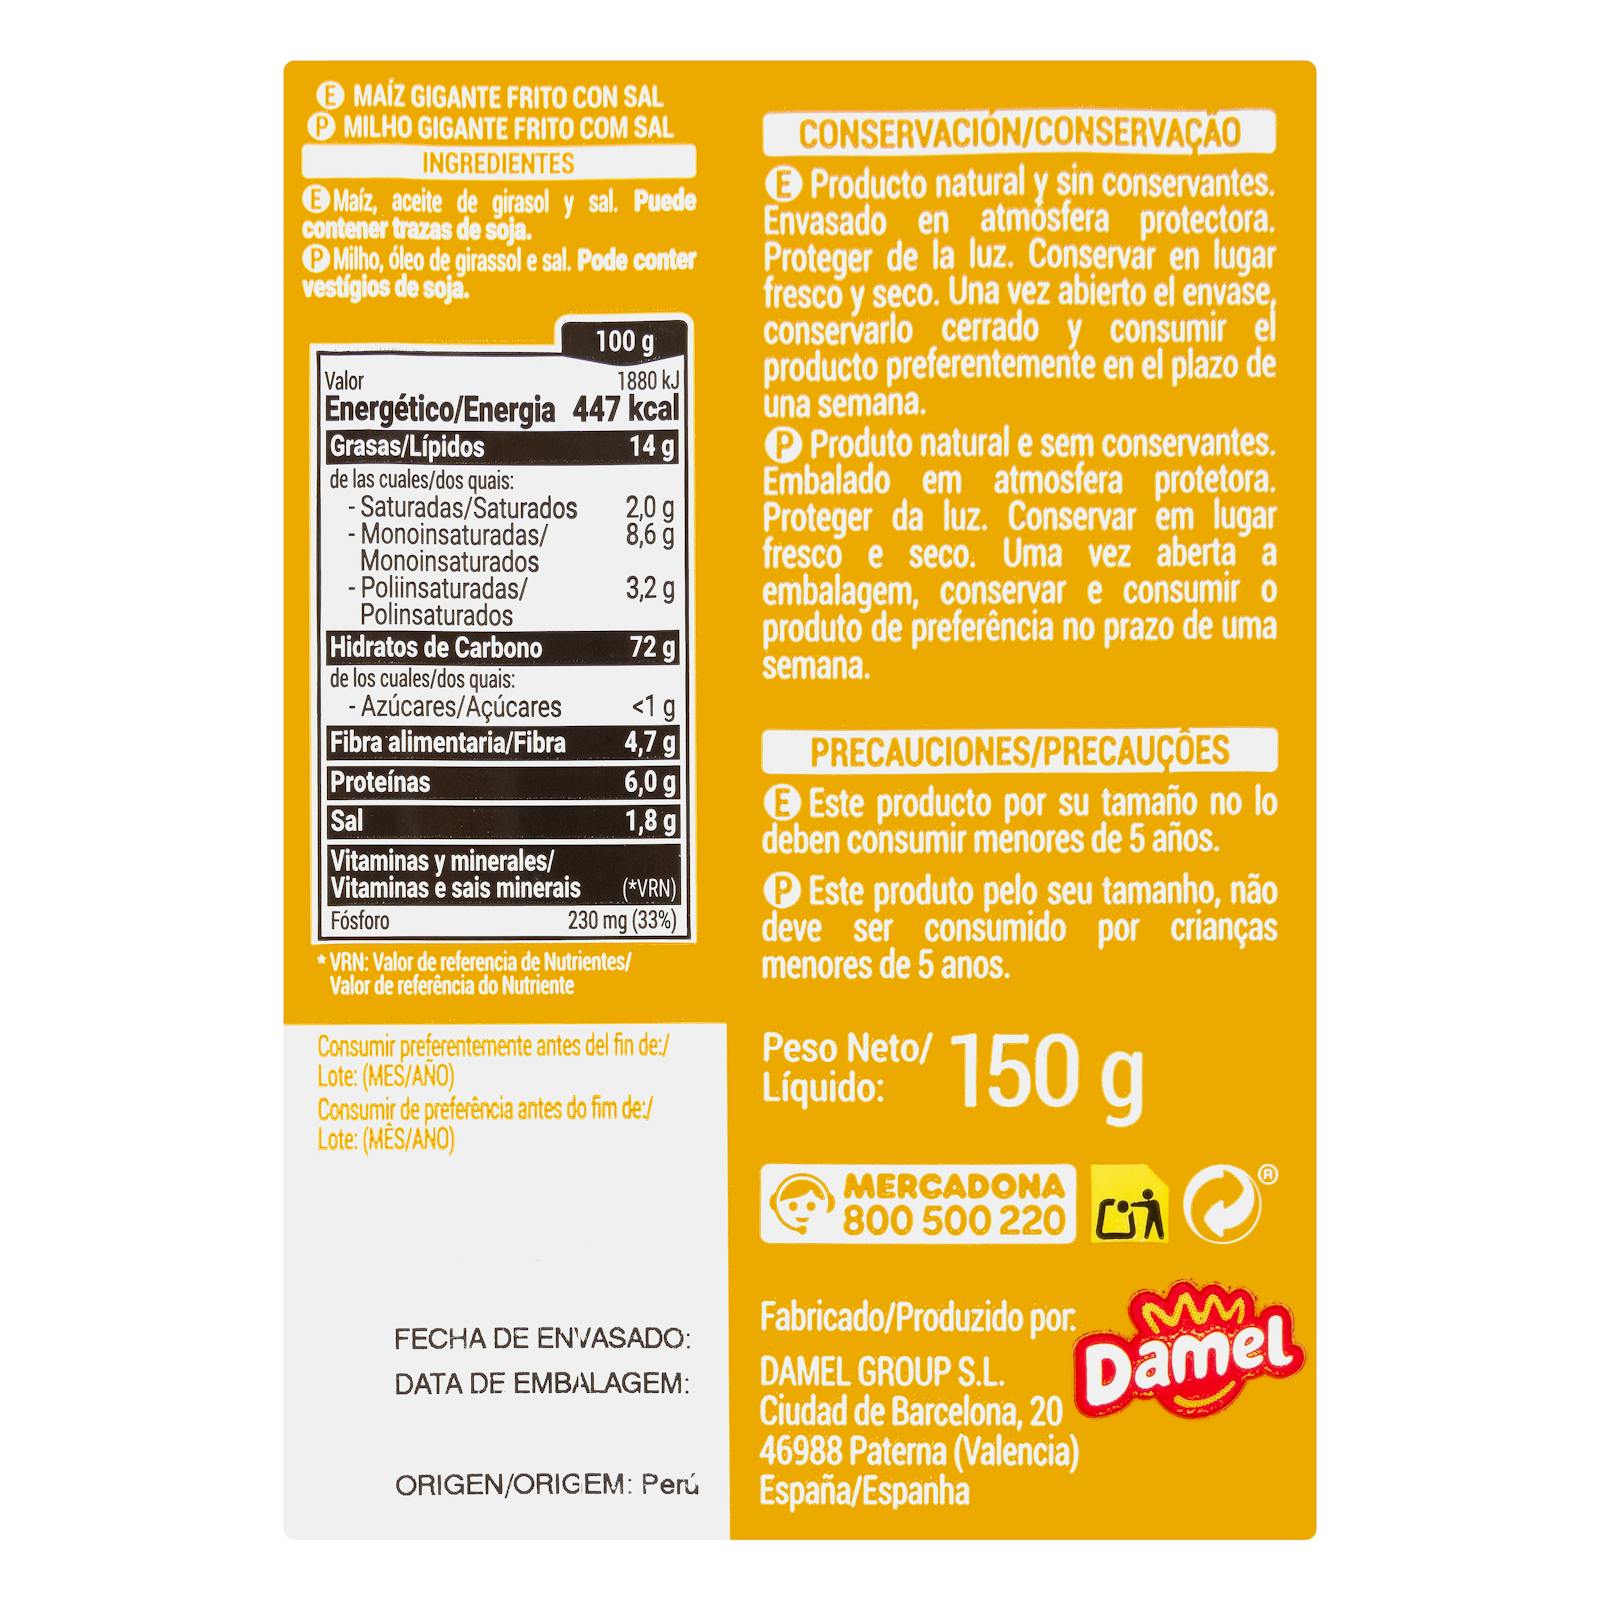 E MAÍZ GIGANTE FRITO CON SAL
P MILHO GIGANTE FRITO COM SAL
INGREDIENTES
E Maíz, aceite de girasol y sal. Puede
contener trazas de soja.
P Milho, óleo de girassol e sal. Pode conter
vestígios de soja.
100 g
Valor 1880 kJ
Energético/Energia 447 kcal
Grasas/Lípidos 14 g
de las cuales/dos quais:
- Saturadas/Saturados 2,0 g
- Monoinsaturadas/ 8,6 g
Monoinsaturados
- Poliinsaturadas/ 3,2 g
Polinsaturados
Hidratos de Carbono 72 g
de los cuales/dos quais:
- Azúcares/Açúcares <1 g
Fibra alimentaria/Fibra 4,7 g
Proteínas 6,0 g
Sal 1,8 g
Vitaminas y minerales/
Vitaminas e sais minerais (*VRN)
Fósforo 230 mg (33%)
* VRN: Valor de referencia de Nutrientes/
Valor de referência do Nutriente
Consumir preferentemente antes del fin de:/
Lote: (MES/AÑO)
Consumir de preferência antes do fim de:/
Lote: (MÊS/ANO)
FECHA DE ENVASADO:
DATA DE EMBALAGEM:
ORIGEN/ORIGEM: Perú
CONSERVACIÓN/CONSERVAÇÃO
E Producto natural y sin conservantes.
Envasado en atmósfera protectora.
Proteger de la luz. Conservar en lugar
fresco y seco. Una vez abierto el envase,
conservarlo cerrado y consumir el
producto preferentemente en el plazo de
una semana.
P Produto natural e sem conservantes.
Embalado em atmosfera protetora.
Proteger da luz. Conservar em lugar
fresco e seco. Uma vez aberta a
embalagem, conservar e consumir o
produto de preferência no prazo de uma
semana.
PRECAUCIONES/PRECAUÇÕES
E Este producto por su tamaño no lo
deben consumir menores de 5 años.
P Este produto pelo seu tamanho, não
deve ser consumido por crianças
menores de 5 anos.
Peso Neto/ 150 g
Líquido:
MERCADONA
800 500 220
®
Fabricado/Produzido por:
DAMEL GROUP S.L.
Ciudad de Barcelona, 20
46988 Paterna (Valencia)
España/Espanha
Damel